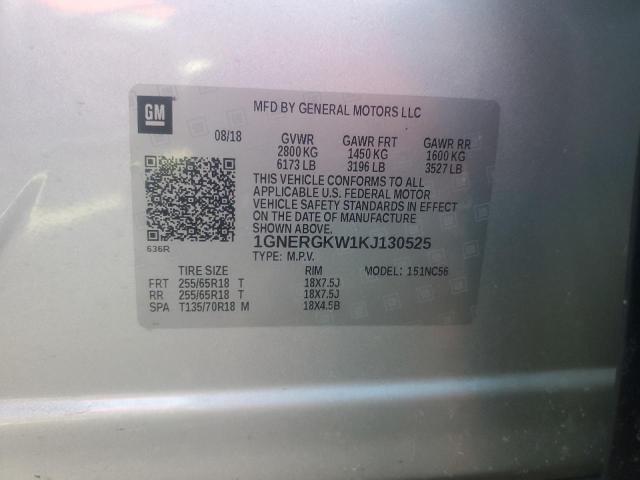 GM
MFD BY GENERAL MOTORS LLC
08/18 GVWR GAWR FRT GAWR RR
2800 KG 1450 KG 1600 KG
6173 LB 3196 LB 3527 LB
THIS VEHICLE CONFORMS TO ALL
APPLICABLE U.S. FEDERAL MOTOR
VEHICLE SAFETY STANDARDS IN EFFECT
ON THE DATE OF MANUFACTURE
SHOWN ABOVE.
636R
1GNERGKW1KJ130525
TYPE: M.P.V.
TIRE SIZE RIM MODEL: 151NC56
FRT 255/65R18 T 18X7.5J
RR 255/65R18 T 18X7.5J
SPA T135/70R18 M 18X4.5B